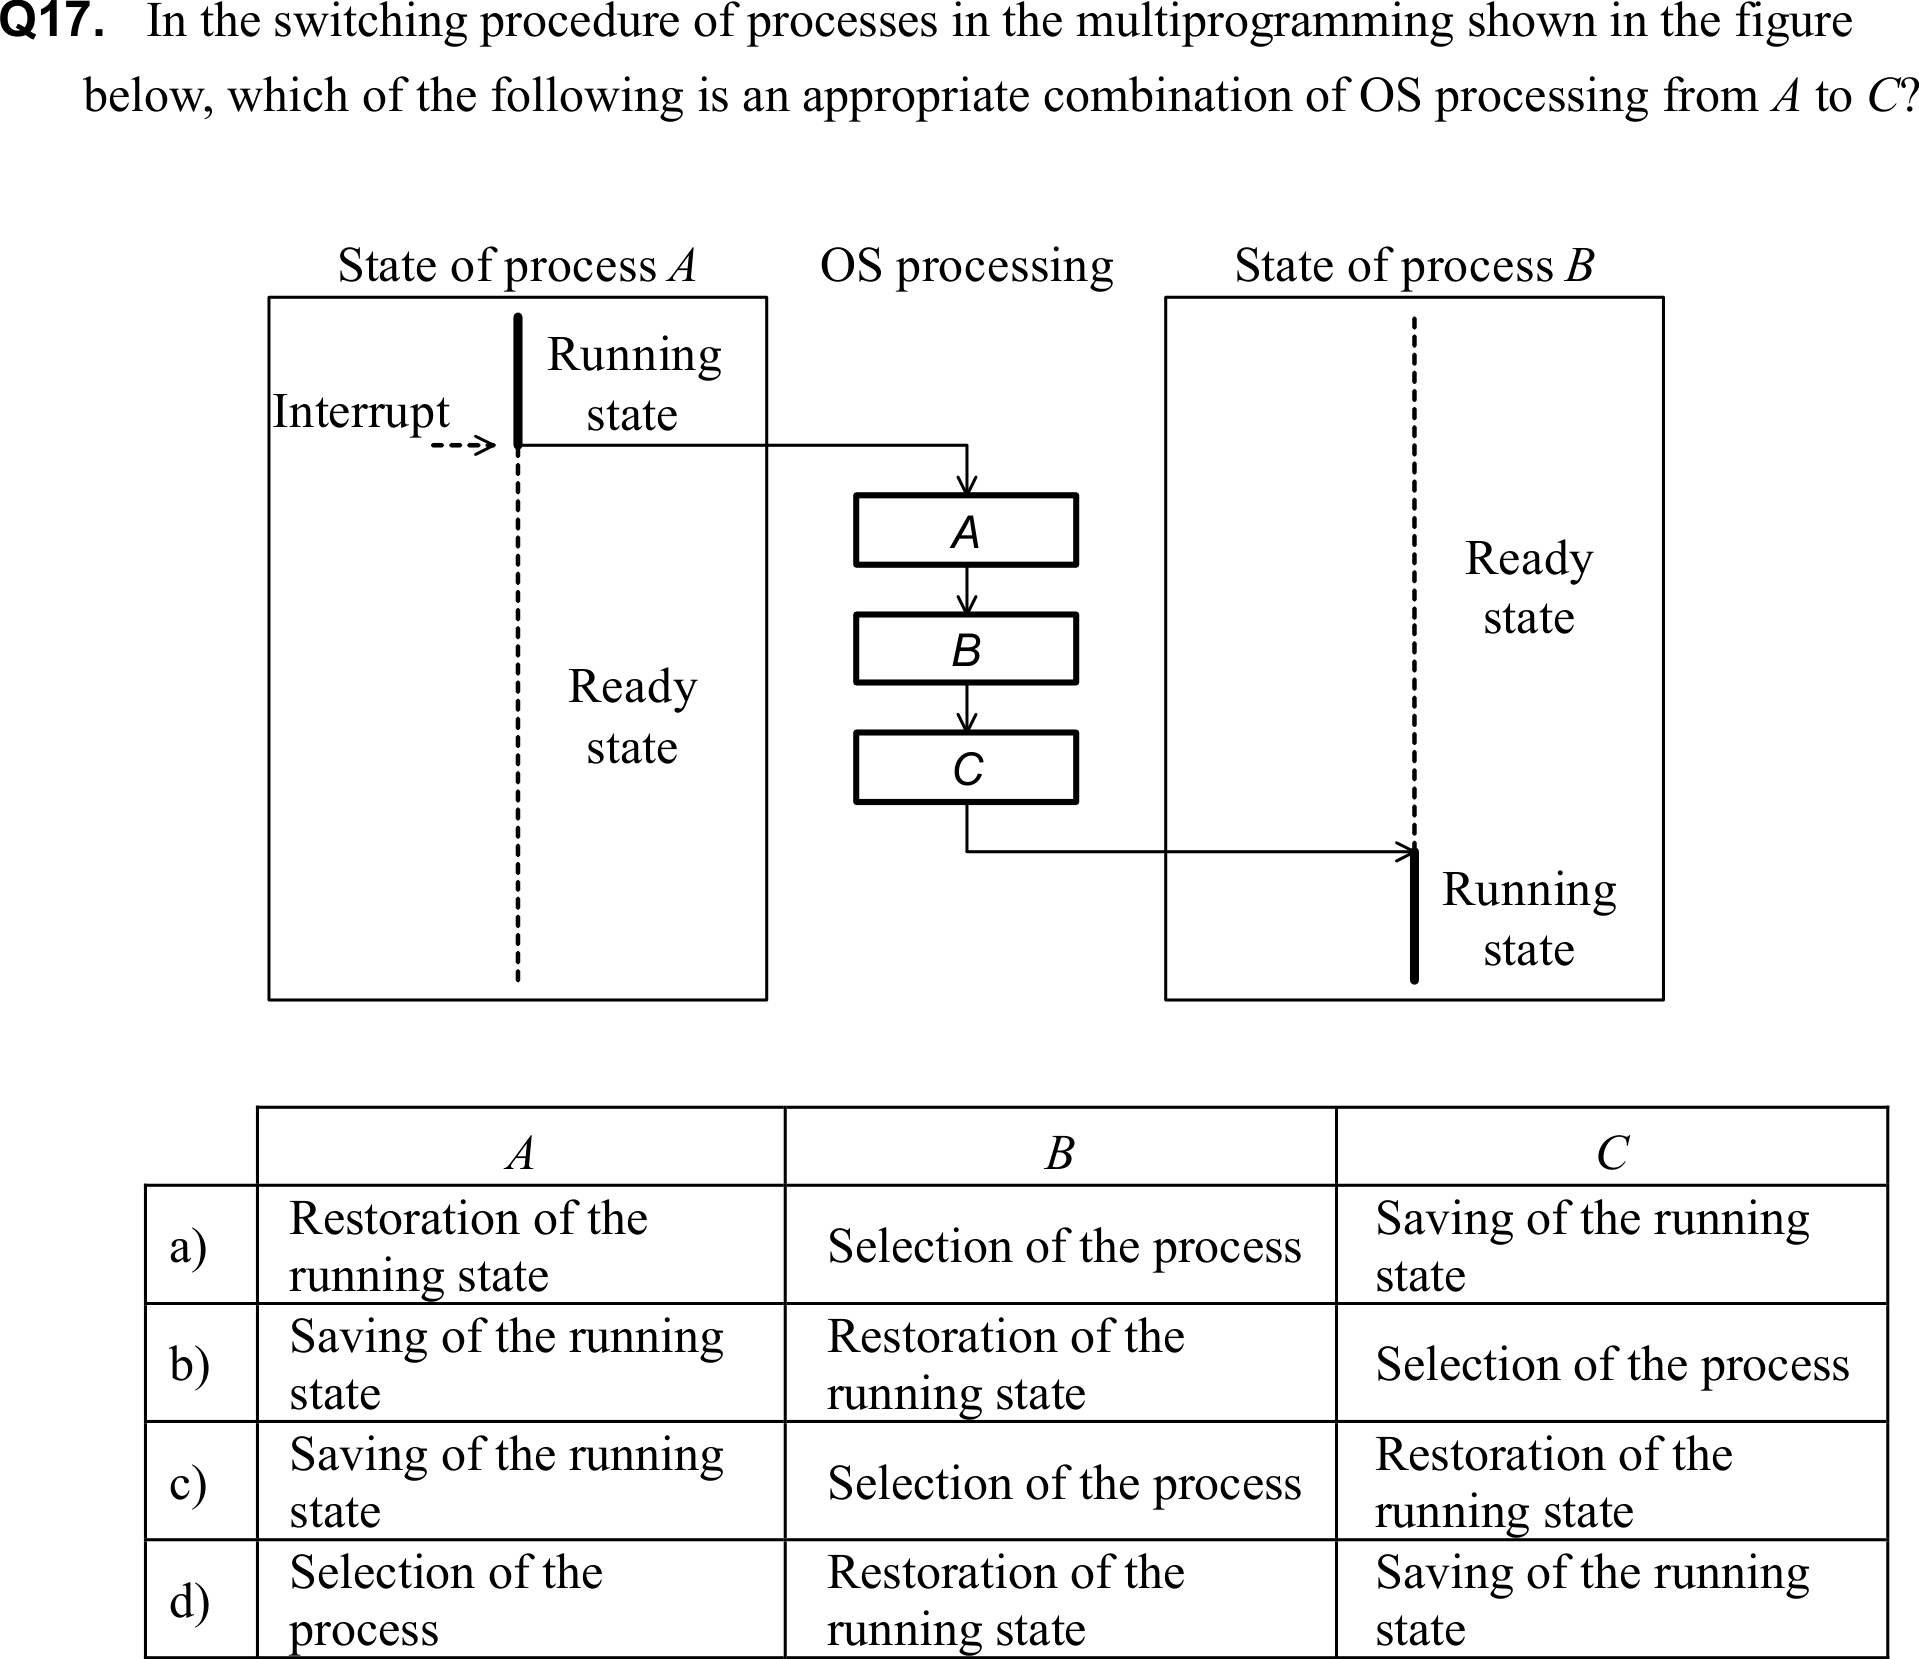 Q17. In the switching procedure of processes in the multiprogramming shown in the figure
below, which of the following is an appropriate combination of OS processing from A to C?
State of process A
OS processing
State of process B
Running
state
Interrupt
A
B
C
Ready
state
Ready
state
Running
state
A
B
C
a)
Restoration of the
running state
Selection of the process
Saving of the running
state
b)
Saving of the running
state
Restoration of the
running state
Selection of the process
c)
Saving of the running
state
Selection of the process
Restoration of the
running state
d)
Selection of the
process
Restoration of the
running state
Saving of the running
state